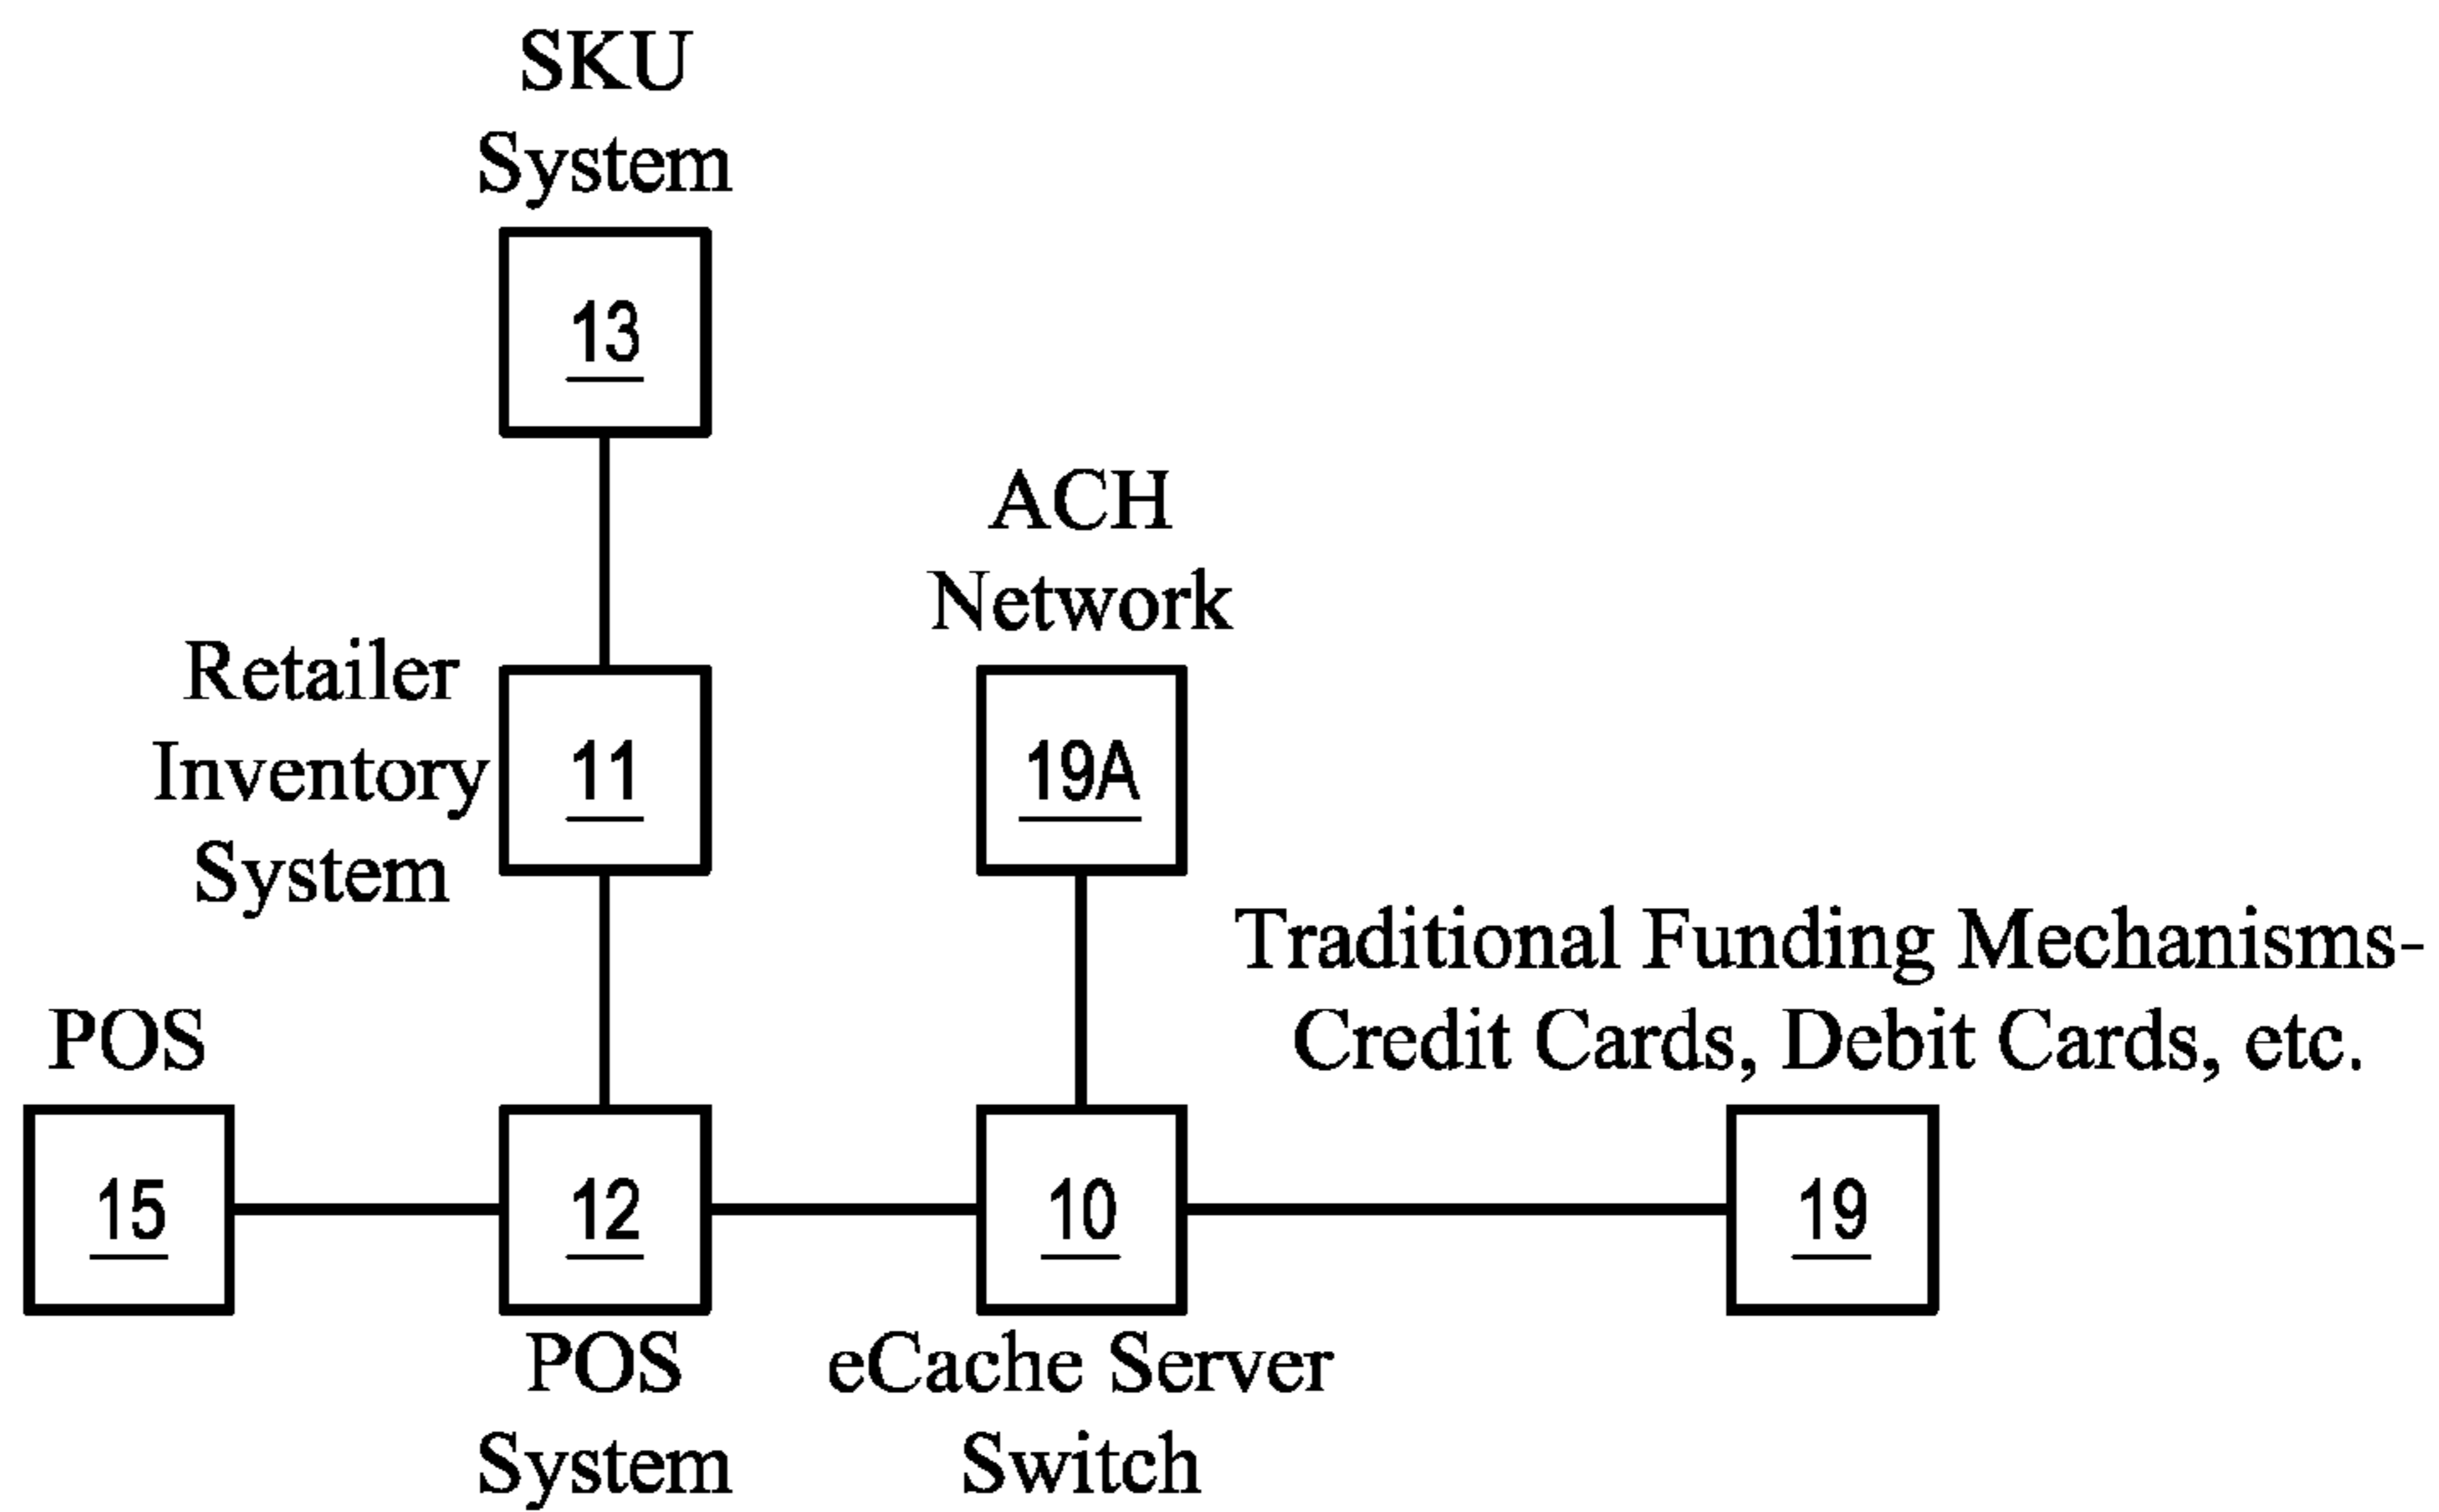 SKU
System
13
ACH
Network
Retailer
Inventory
System
11
19A
Traditional Funding Mechanisms-
Credit Cards, Debit Cards, etc.
POS
15
12
10
19
POS
System
eCache Server
Switch